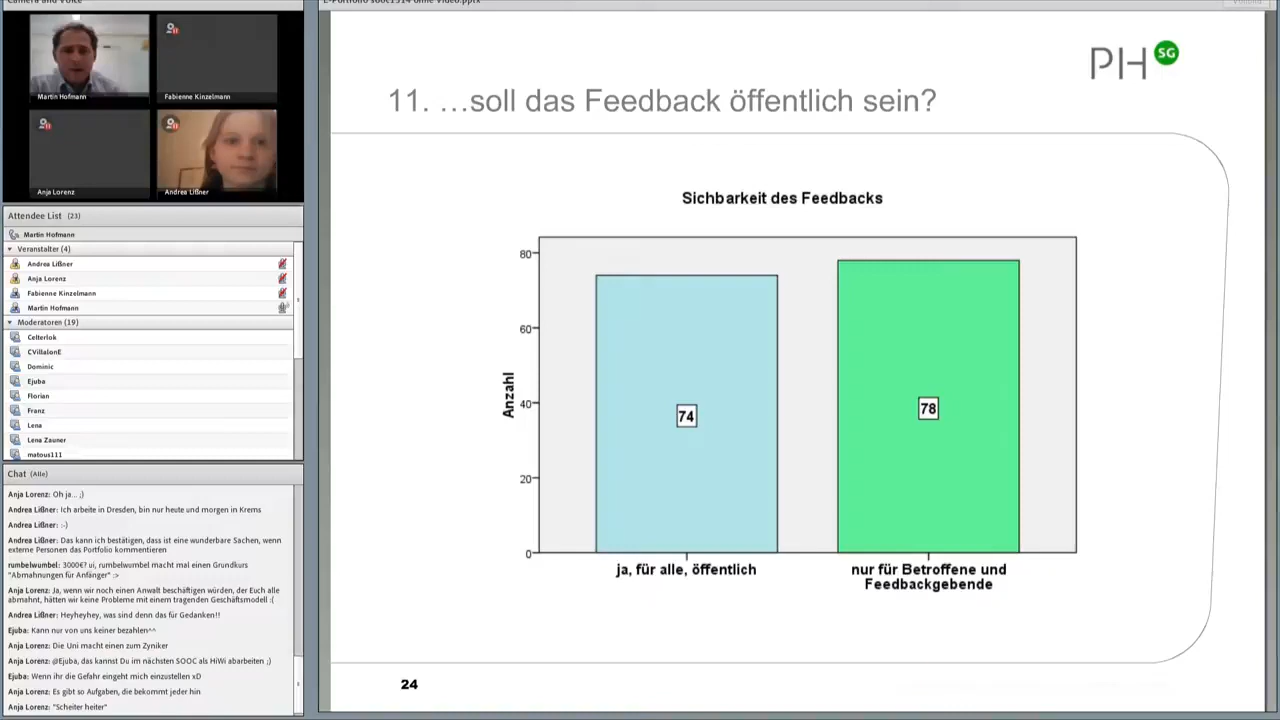 Camera and Voice
Martin Hofmann
Fabienne Kinzelmann
Anja Lorenz
Andrea Lißner
Attendee List (23)
Martin Hofmann
Veranstalter (4)
Andrea Lißner
Anja Lorenz
Fabienne Kinzelmann
Martin Hofmann
Moderatoren (19)
Celterlok
CVillalonE
Dominic
Ejuba
Florian
Franz
Lena
Lena Zauner
matous111
Chat (Alle)
Anja Lorenz: Oh ja... ;)
Andrea Lißner: Ich arbeite in Dresden, bin nur heute und morgen in Krems
Andrea Lißner: :-)
Andrea Lißner: Das kann ich bestätigen, dass ist eine wunderbare Sachen, wenn
externe Personen das Portfolio kommentieren
rumbelwumbel: 3000€? ui, rumbelwumbel macht mal einen Grundkurs
"Abmahnungen für Anfänger" :>
Anja Lorenz: Ja, wenn wir noch einen Anwalt beschäftigen würden, der Euch alle
abmahnt, hätten wir keine Probleme mit einem tragenden Geschäftsmodell :(
Andrea Lißner: Heyheyhey, was sind denn das für Gedanken!!
Ejuba: Kann nur von uns keiner bezahlen^^
Anja Lorenz: Die Uni macht einen zum Zyniker
Anja Lorenz: @Ejuba, das kannst Du im nächsten SOOC als HiWi abarbeiten ;)
Ejuba: Wenn ihr die Gefahr eingeht mich einzustellen xD
Anja Lorenz: Es gibt so Aufgaben, die bekommt jeder hin
Anja Lorenz: "Scheiter heiter"
E-Portfolio sooc1314 ohne Video.pptx
PH SG
11. …soll das Feedback öffentlich sein?
Sichbarkeit des Feedbacks
Anzahl
80
60
40
20
0
74
78
ja, für alle, öffentlich
nur für Betroffene und
Feedbackgebende
24